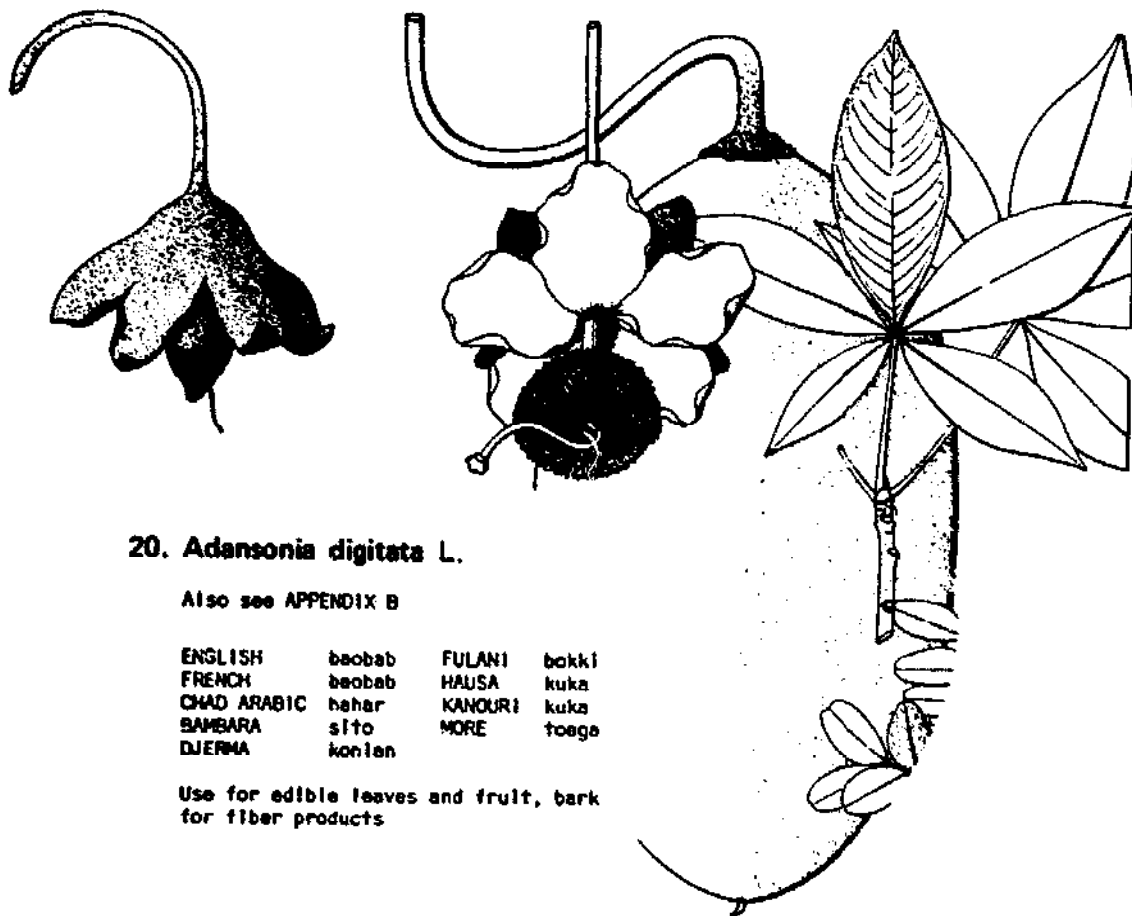 20. Adansonia digitata L.
Also see APPENDIX B
ENGLISH baobab FULANI bokki
FRENCH baobab HAUSA kuka
CHAD ARABIC hahar KANOURI kuka
BAMBARA sito MORE toega
DJERMA konian
Use for edible leaves and fruit, bark
for fiber products